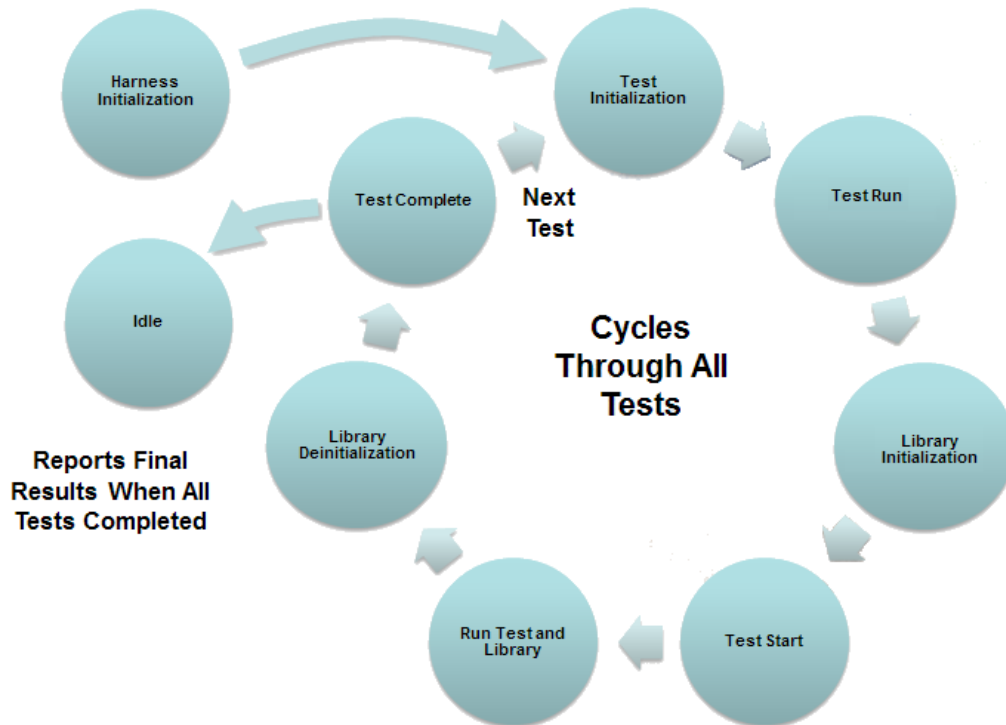 Harness
Initialization
Test
Initialization
Test Complete
Next
Test
Test Run
Idle
Cycles
Through All
Tests
Library
Deinitialization
Library
Initialization
Reports Final
Results When All
Tests Completed
Run Test and
Library
Test Start